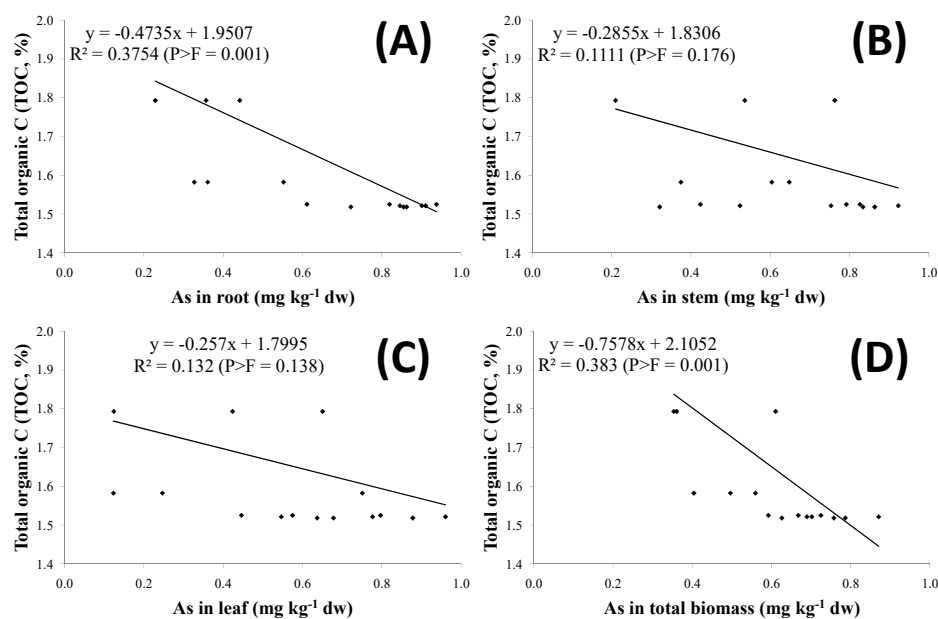 y = -0.4735x + 1.9507
R² = 0.3754 (P>F = 0.001)
(A)
Total organic C (TOC, %)
2.0
1.9
1.8
1.7
1.6
1.5
1.4
0.0 0.2 0.4 0.6 0.8 1.0
As in root (mg kg⁻¹ dw)
y = -0.2855x + 1.8306
R² = 0.1111 (P>F = 0.176)
(B)
Total organic C (TOC, %)
2.0
1.9
1.8
1.7
1.6
1.5
1.4
0.0 0.2 0.4 0.6 0.8 1.0
As in stem (mg kg⁻¹ dw)
y = -0.257x + 1.7995
R² = 0.132 (P>F = 0.138)
(C)
Total organic C (TOC, %)
2.0
1.9
1.8
1.7
1.6
1.5
1.4
0.0 0.2 0.4 0.6 0.8 1.0
As in leaf (mg kg⁻¹ dw)
y = -0.7578x + 2.1052
R² = 0.383 (P>F = 0.001)
(D)
Total organic C (TOC, %)
2.0
1.9
1.8
1.7
1.6
1.5
1.4
0.0 0.2 0.4 0.6 0.8 1.0
As in total biomass (mg kg⁻¹ dw)